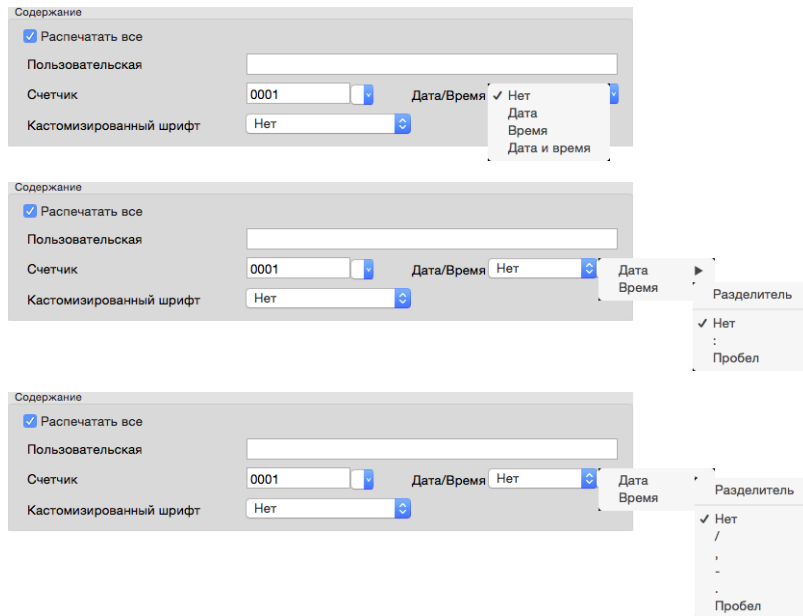 Содержание
Распечатать все
Пользовательская
Счетчик 0001 Дата/Время ✓ Нет
Дата
Кастомизированный шрифт Нет Время
Дата и время
Содержание
Распечатать все
Пользовательская
Счетчик 0001 Дата/Время Нет Дата
Время
Кастомизированный шрифт Нет Разделитель
✓ Нет
:
Пробел
Содержание
Распечатать все
Пользовательская
Счетчик 0001 Дата/Время Нет Дата
Время
Кастомизированный шрифт Нет Разделитель
✓ Нет
/
,
-
.
Пробел